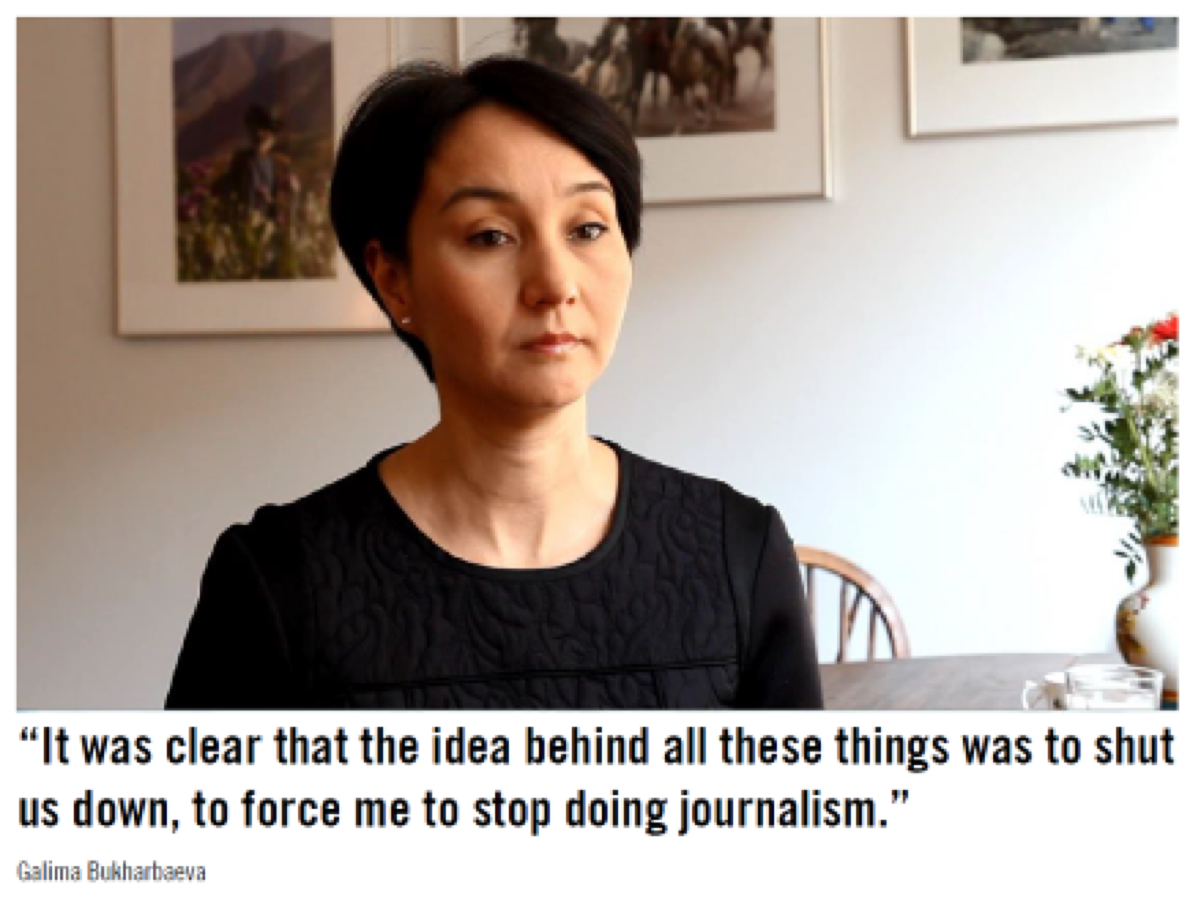 “It was clear that the idea behind all these things was to shut
us down, to force me to stop doing journalism.”
Galima Bukharbaeva